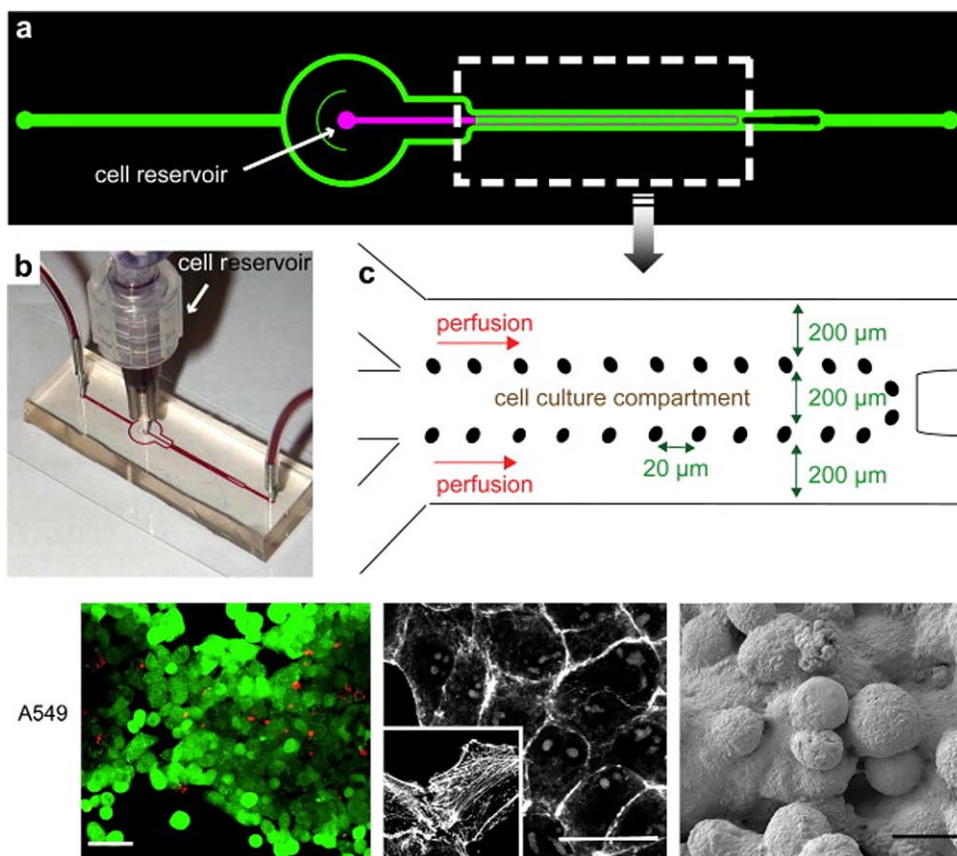 a
cell reservoir
b
cell reservoir
c
perfusion
200 µm
cell culture compartment
200 µm
20 µm
perfusion
200 µm
A549